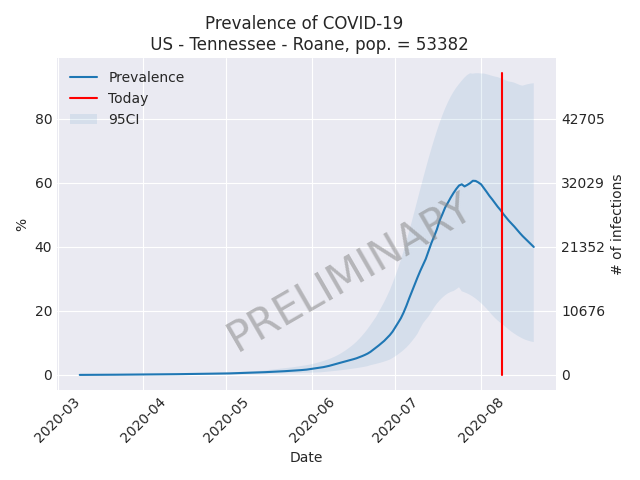 Prevalence of COVID-19
US - Tennessee - Roane, pop. = 53382
Prevalence
Today
95CI
80
60
40
20
0
%
42705
32029
21352
10676
0
# of infections
PRELIMINARY
2020-03
2020-04
2020-05
2020-06
2020-07
2020-08
Date